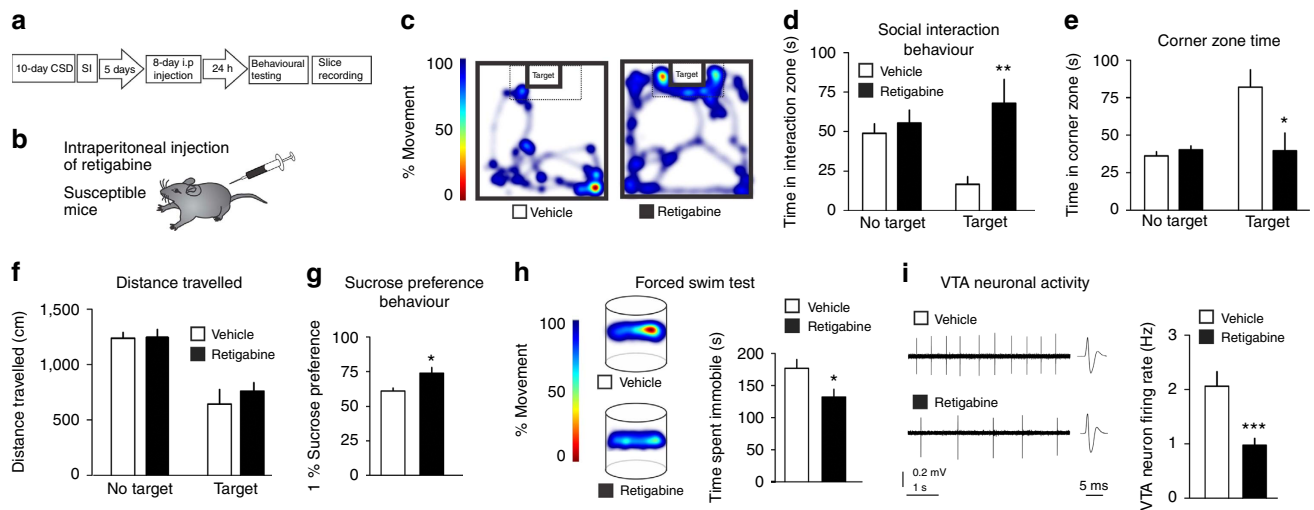 a
10-day CSD
SI
5 days
8-day i.p
injection
24 h
Behavioural
testing
Slice
recording
b
Intraperitoneal injection
of retigabine
Susceptible
mice
c
100
50
0
% Movement
Target
Target
Vehicle
Retigabine
d
Social interaction
behaviour
Time in interaction zone (s)
100
75
50
25
0
Vehicle
Retigabine
**
No target
Target
e
Corner zone time
Time in corner zone (s)
100
75
50
25
0
*
No target
Target
f
Distance travelled
Distance travelled (cm)
1,500
1,000
500
0
Vehicle
Retigabine
No target
Target
g
Sucrose preference
behaviour
1 % Sucrose preference
100
75
50
25
0
*
h
Forced swim test
100
50
0
% Movement
Vehicle
Retigabine
Time spent immobile (s)
200
150
100
50
0
Vehicle
Retigabine
*
i
VTA neuronal activity
Vehicle
Retigabine
0.2 mV
1 s
5 ms
VTA neuron firing rate (Hz)
3
2
1
0
Vehicle
Retigabine
***